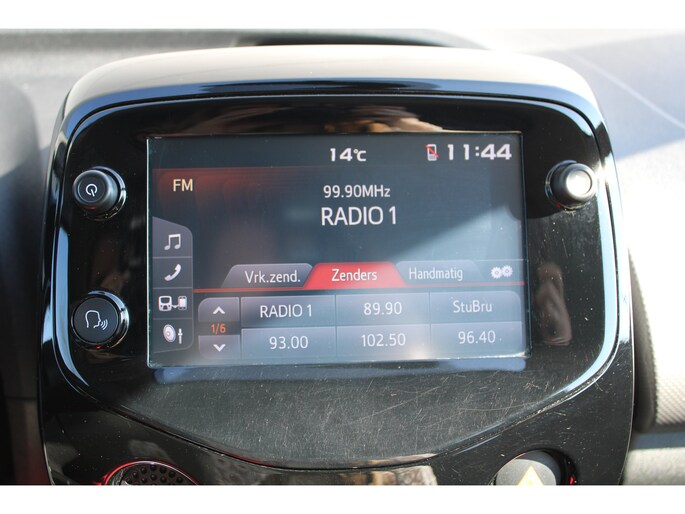 14°C 11:44
FM
99.90MHz
RADIO 1
Vrk.zend. Zenders Handmatig
RADIO 1 89.90 StuBru
1/6
93.00 102.50 96.40